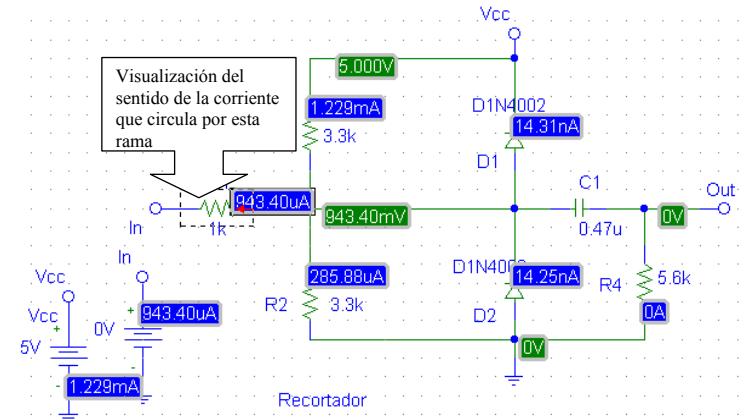 Vcc
5.000V
Visualización del
sentido de la corriente
que circula por esta
rama
1.229mA
D1N4002
14.31nA
3.3k
D1
C1
Out
943.40uA
943.40mV
0V
In
1k
0.47u
In
285.88uA
D1N400
14.25nA
Vcc
R2
3.3k
R4
5.6k
Vcc
+
+
943.40uA
D2
0A
0V
5V
-
0V
-
1.229mA
Recortador